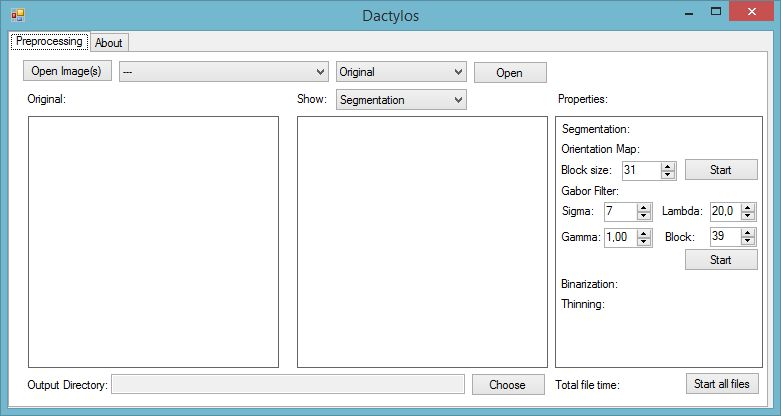 Dactylos
Preprocessing About
Open Image(s) --- Original Open
Original: Show: Segmentation Properties:
Segmentation:
Orientation Map:
Block size: 31 Start
Gabor Filter:
Sigma: 7 Lambda: 20,0
Gamma: 1,00 Block: 39
Start
Binarization:
Thinning:
Output Directory: Choose Total file time: Start all files